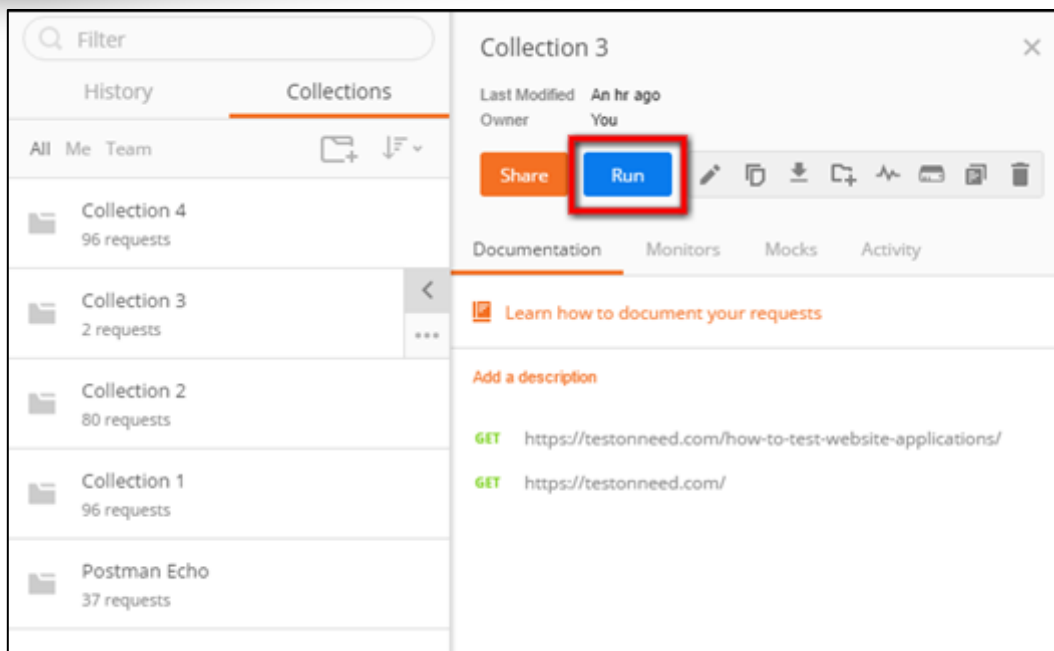 Filter
History Collections
All Me Team
Collection 4
96 requests
Collection 3
2 requests
Collection 2
80 requests
Collection 1
96 requests
Postman Echo
37 requests
Collection 3
Last Modified An hr ago
Owner You
Share Run
Documentation Monitors Mocks Activity
Learn how to document your requests
Add a description
GET https://testonneed.com/how-to-test-website-applications/
GET https://testonneed.com/